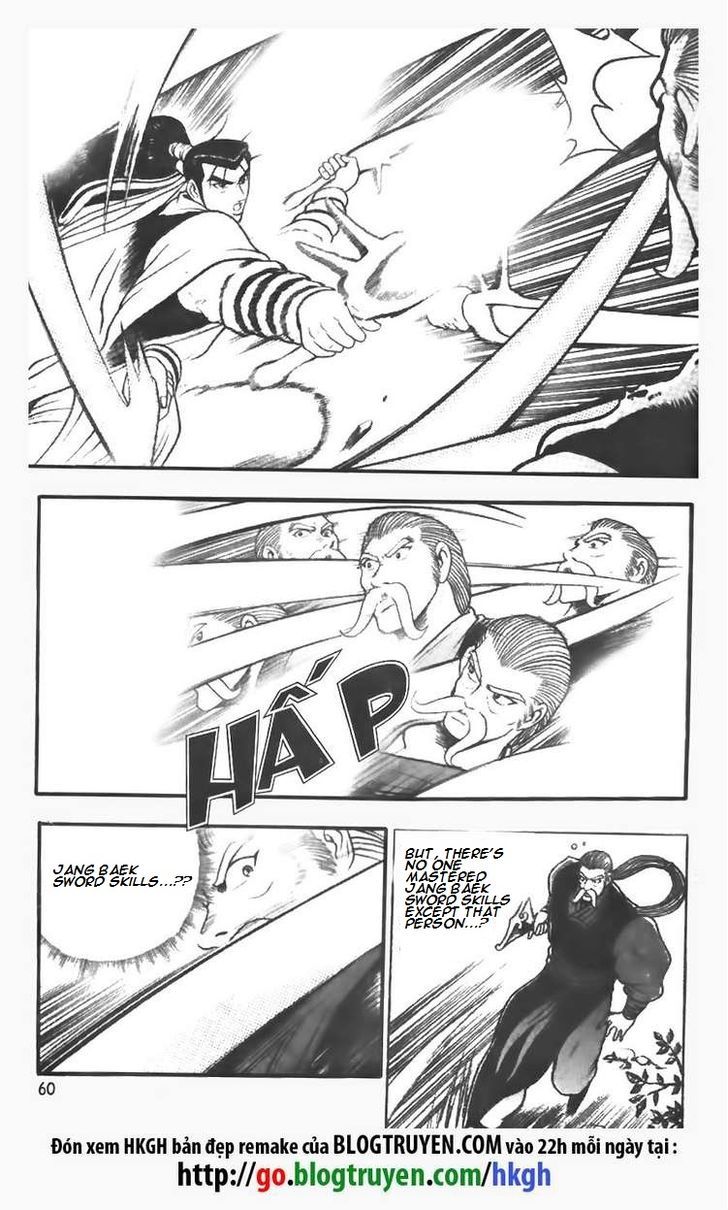 HẤP
JANG BAEK
SWORD SKILLS...??
BUT, THERE'S
NO ONE
MASTERED
JANG BAEK
SWORD SKILLS
EXCEPT THAT
PERSON...?
60
Đón xem HKGH bản đẹp remake của BLOGTRUYEN.COM vào 22h mỗi ngày tại :
http://go.blogtruyen.com/hkgh